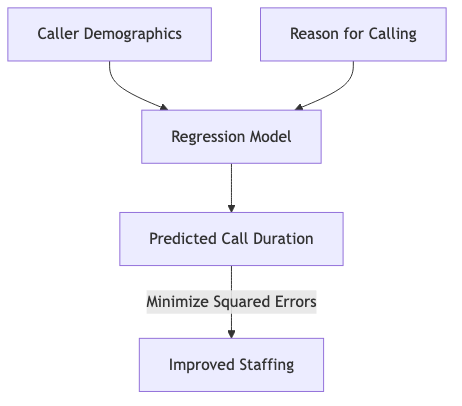 Caller Demographics
Reason for Calling
Regression Model
Predicted Call Duration
Minimize Squared Errors
Improved Staffing